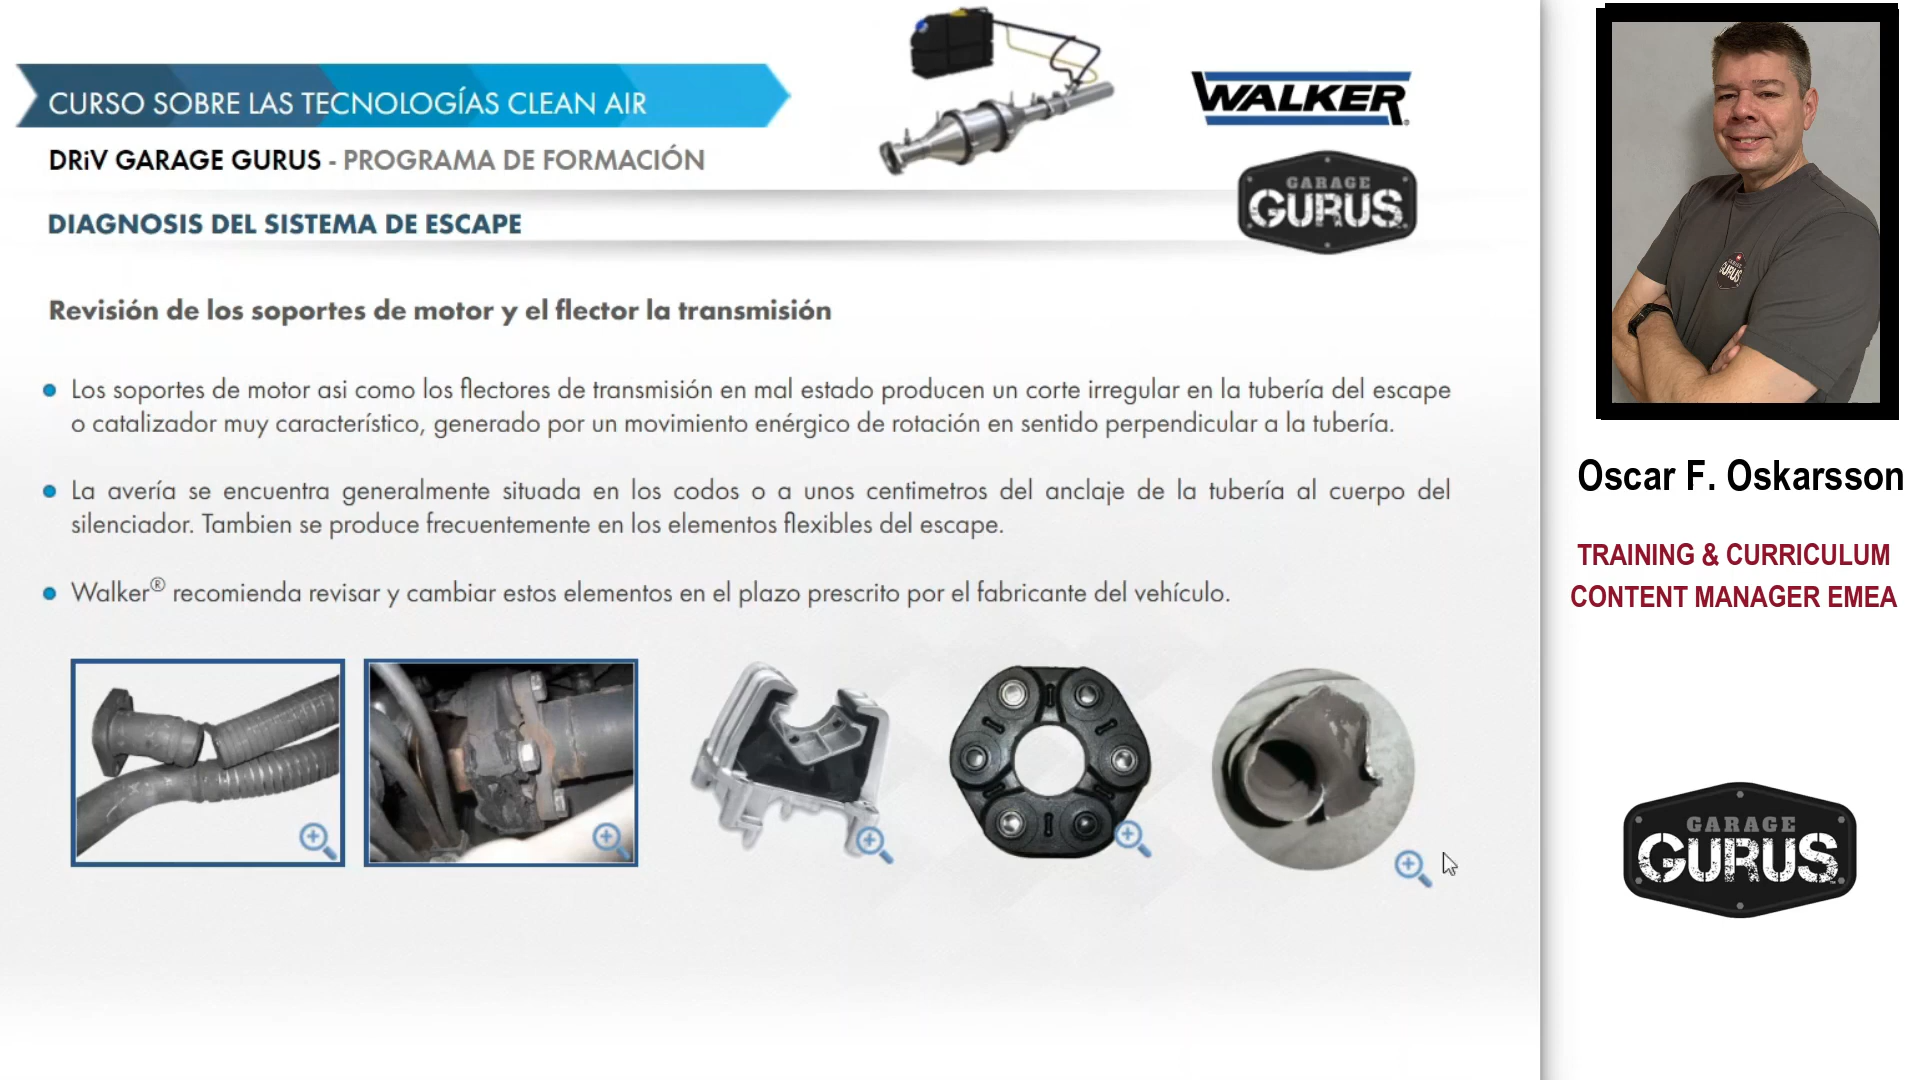 CURSO SOBRE LAS TECNOLOGÍAS CLEAN AIR
DRiV GARAGE GURUS - PROGRAMA DE FORMACIÓN
WALKER®
GARAGE
GURUS
DIAGNOSIS DEL SISTEMA DE ESCAPE
Revisión de los soportes de motor y el flector la transmisión
Los soportes de motor asi como los flectores de transmisión en mal estado producen un corte irregular en la tubería del escape
o catalizador muy característico, generado por un movimiento enérgico de rotación en sentido perpendicular a la tubería.
La avería se encuentra generalmente situada en los codos o a unos centimetros del anclaje de la tubería al cuerpo del
silenciador. Tambien se produce frecuentemente en los elementos flexibles del escape.
Walker® recomienda revisar y cambiar estos elementos en el plazo prescrito por el fabricante del vehículo.
GURUS
Oscar F. Oskarsson
TRAINING & CURRICULUM
CONTENT MANAGER EMEA
GARAGE
GURUS